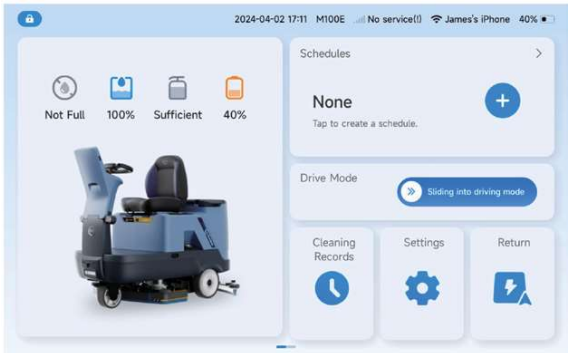 2024-04-02 17:11 M100E No service(!) James's iPhone 40%
Not Full 100% Sufficient 40%
Schedules
None
Tap to create a schedule.
Drive Mode
Sliding into driving mode
Cleaning
Records
Settings
Return